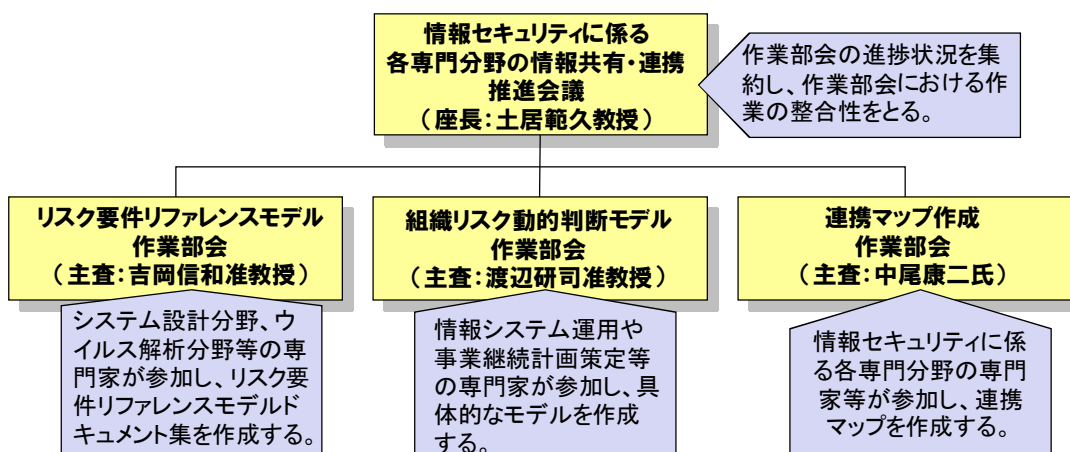 情報セキュリティに係る
各専門分野の情報共有・連携
推進会議
（座長：土居範久教授）
作業部会の進捗状況を集
約し、作業部会における作
業の整合性をとる。
リスク要件リファレンスモデル
作業部会
（主査：吉岡信和准教授）
システム設計分野、ウ
イルス解析分野等の専
門家が参加し、リスク要
件リファレンスモデルド
キュメント集を作成する。
組織リスク動的判断モデル
作業部会
（主査：渡辺研司准教授）
情報システム運用や
事業継続計画策定等
の専門家が参加し、具
体的なモデルを作成
する。
連携マップ作成
作業部会
（主査：中尾康二氏）
情報セキュリティに係
る各専門分野の専門
家等が参加し、連携
マップを作成する。